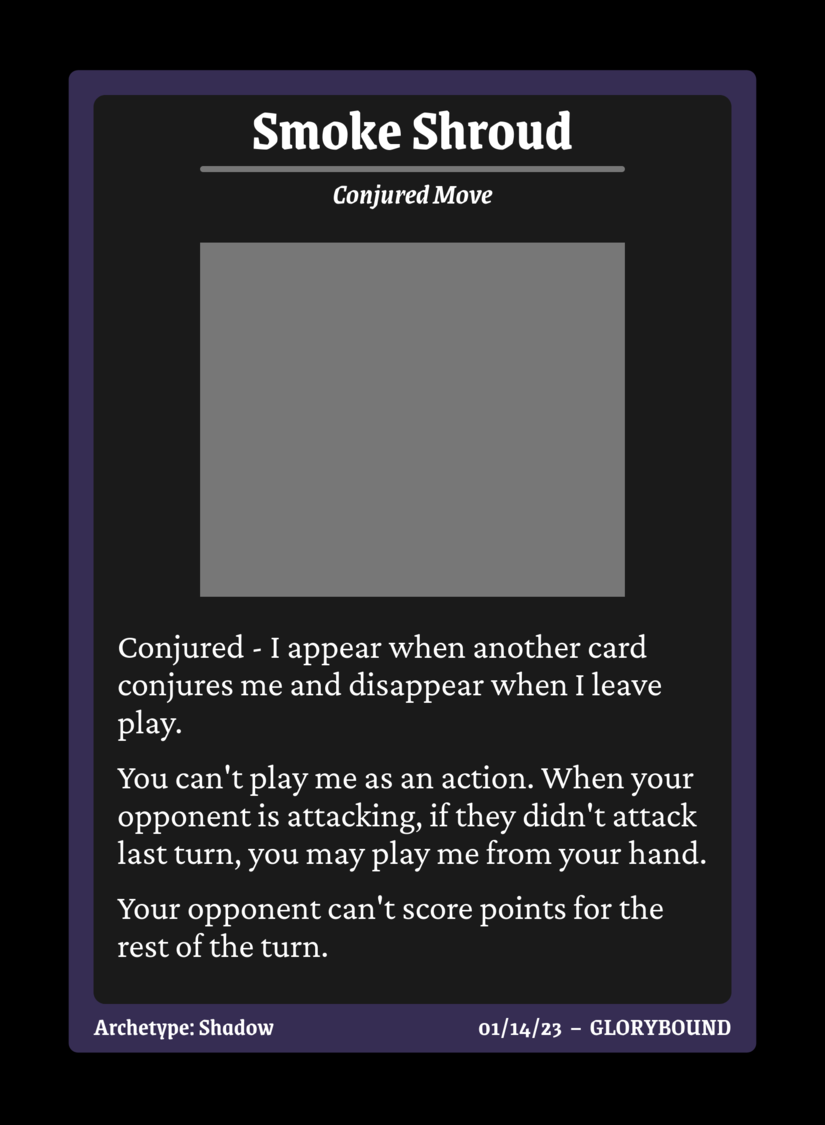 Smoke Shroud
Conjured Move
Conjured - I appear when another card
conjures me and disappear when I leave
play.
You can't play me as an action. When your
opponent is attacking, if they didn't attack
last turn, you may play me from your hand.
Your opponent can't score points for the
rest of the turn.
Archetype: Shadow
01/14/23 – GLORYBOUND